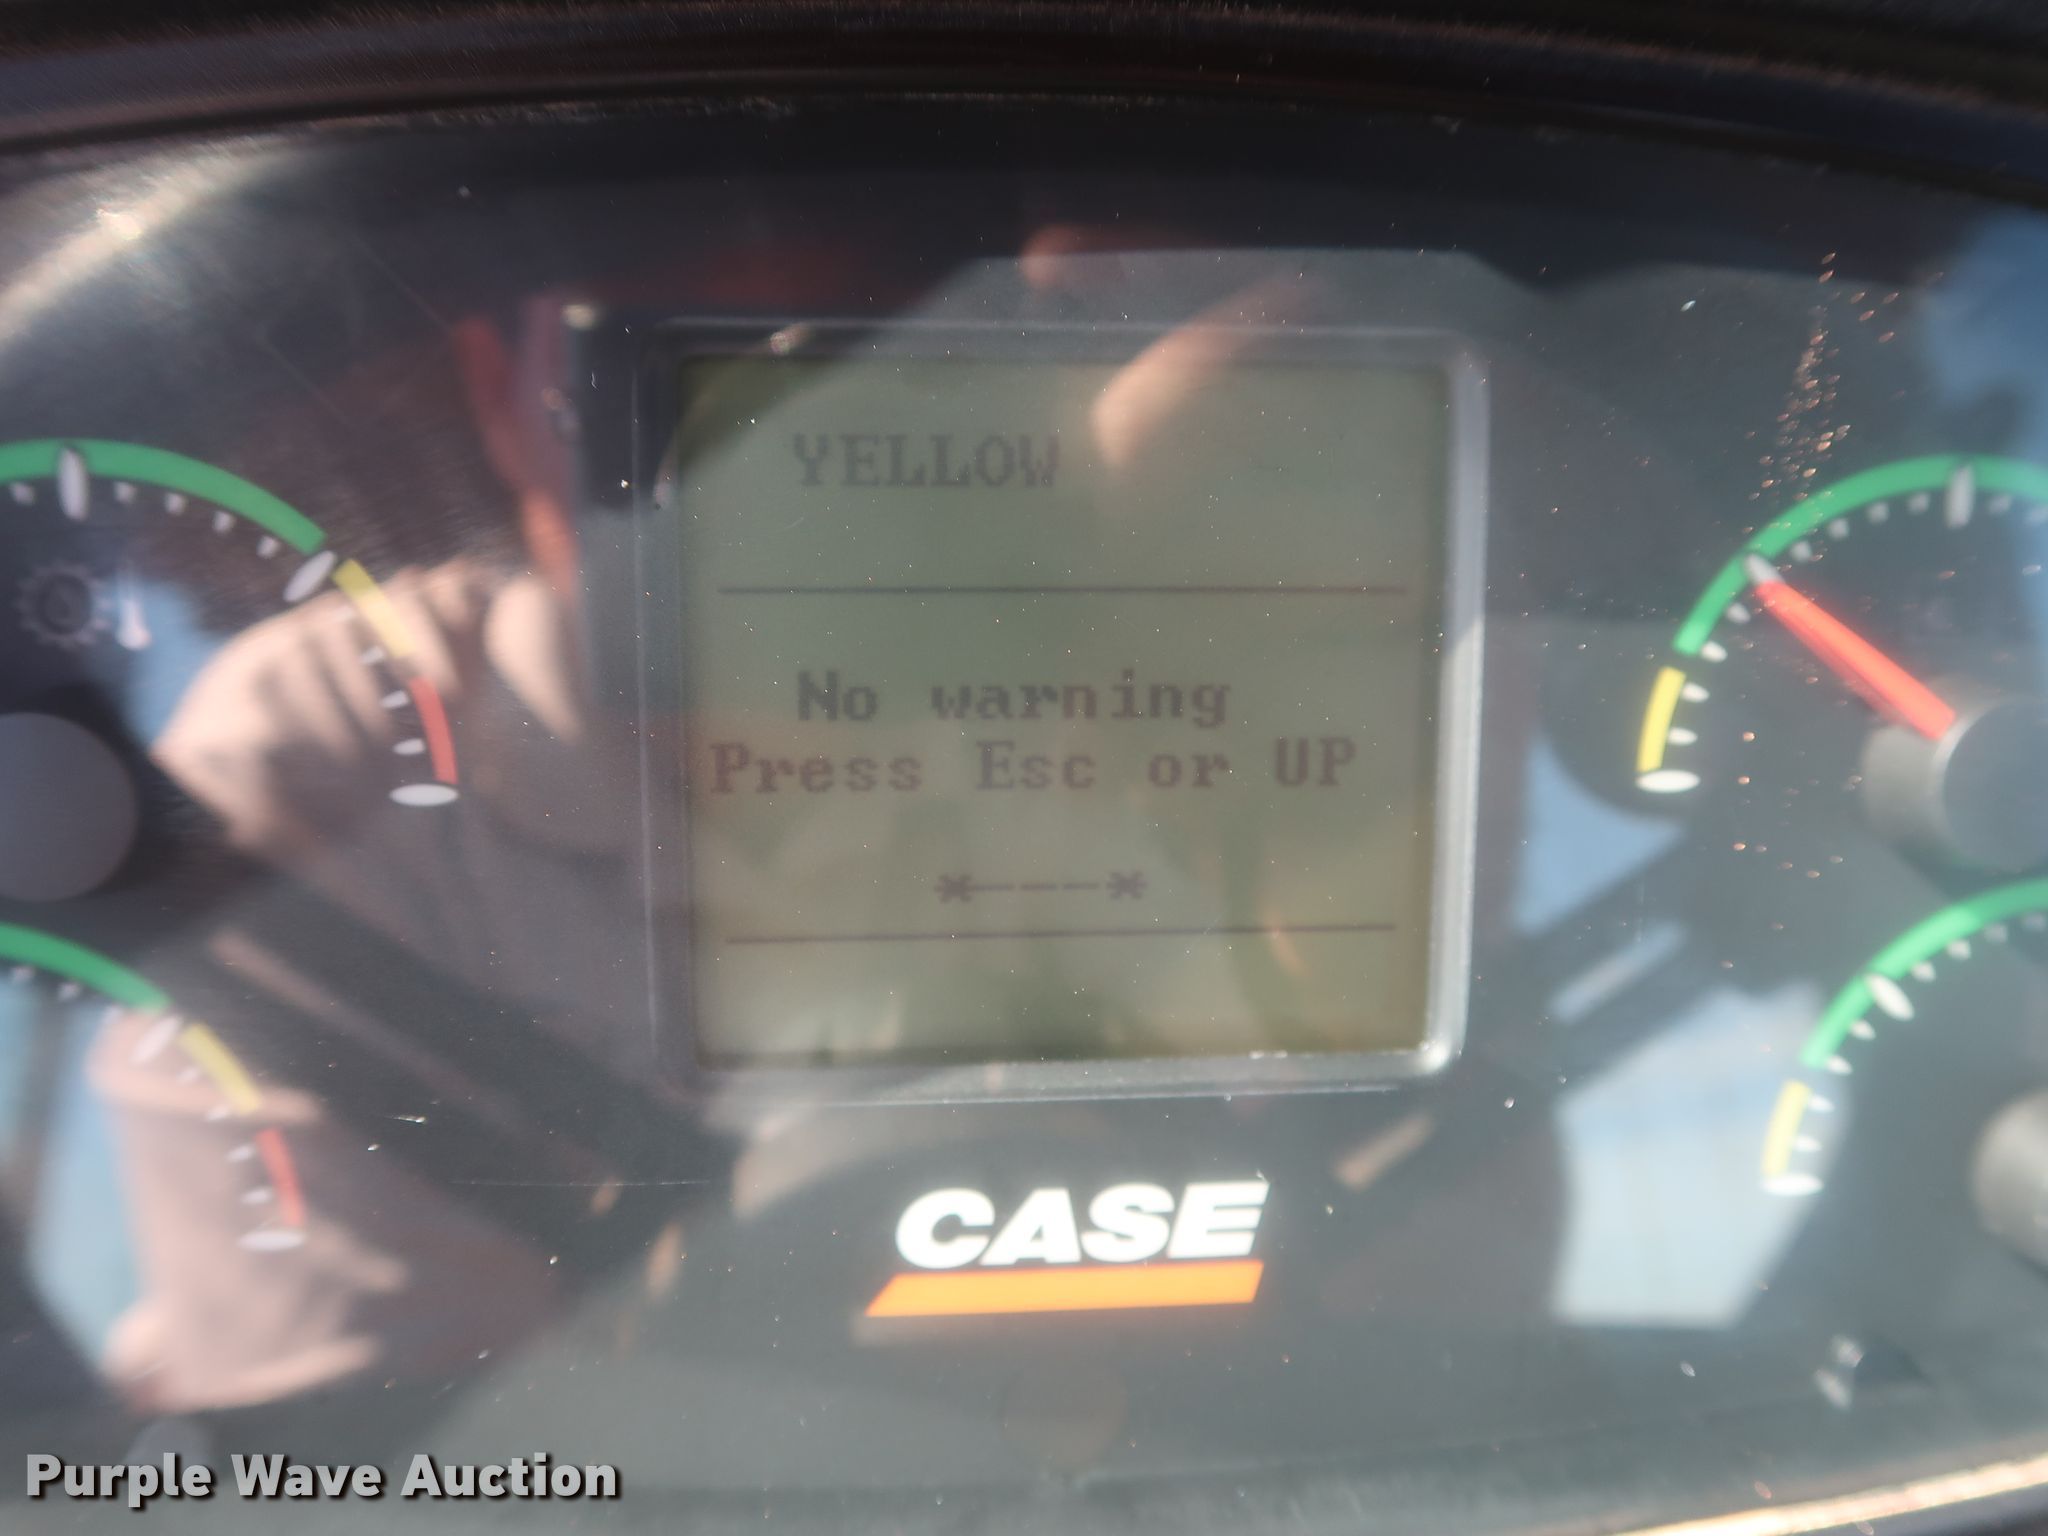 YELLOW
No warning
Press Esc or UP
*---*
CASE
Purple Wave Auction